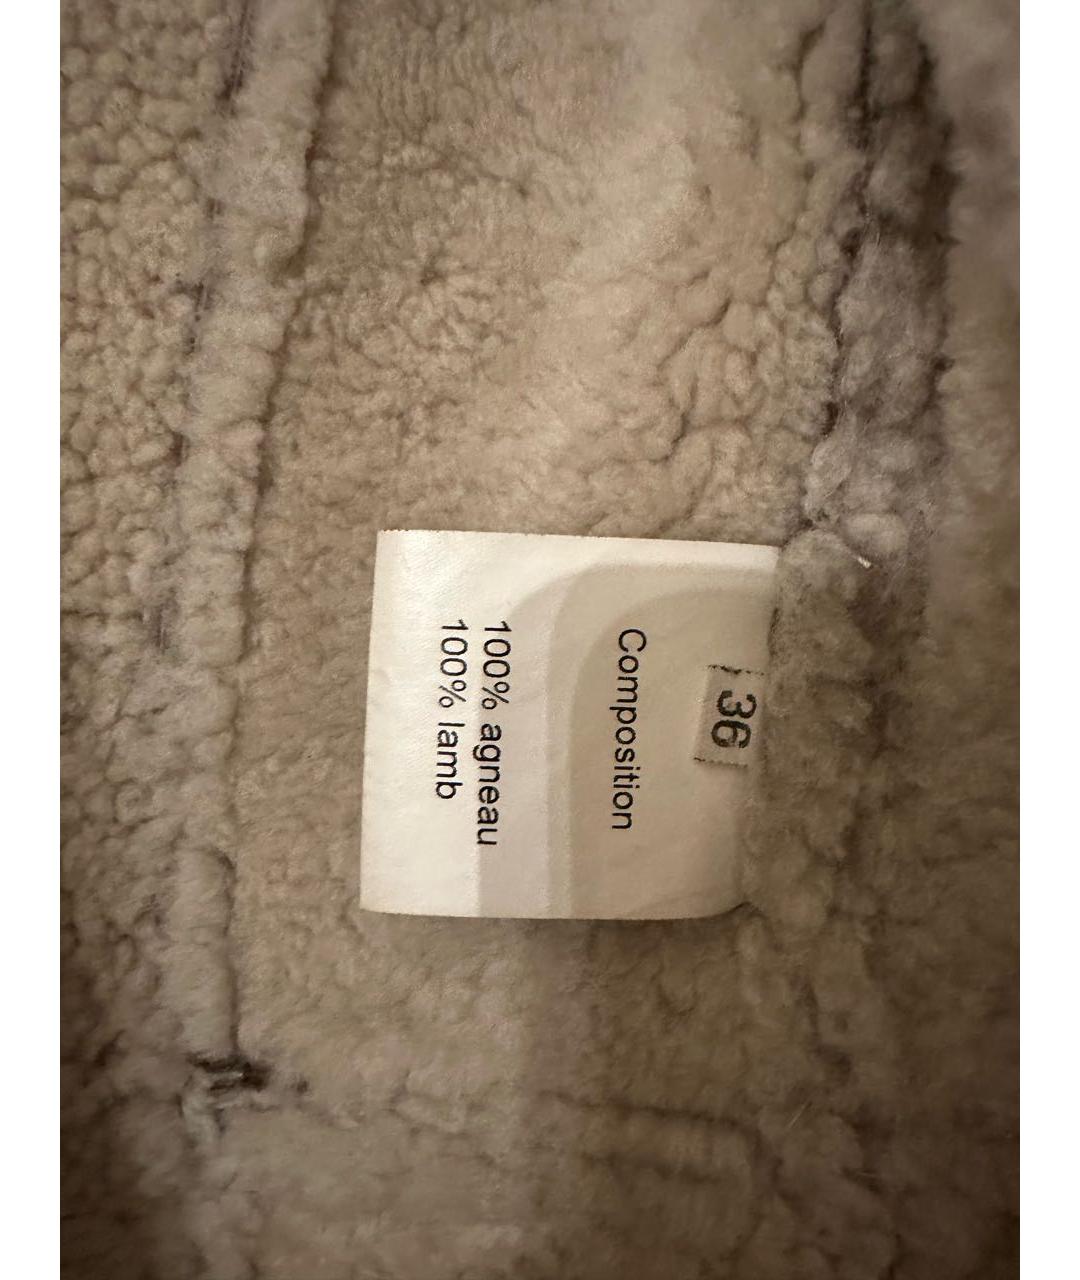 36
Composition
100% agneau
100% lamb